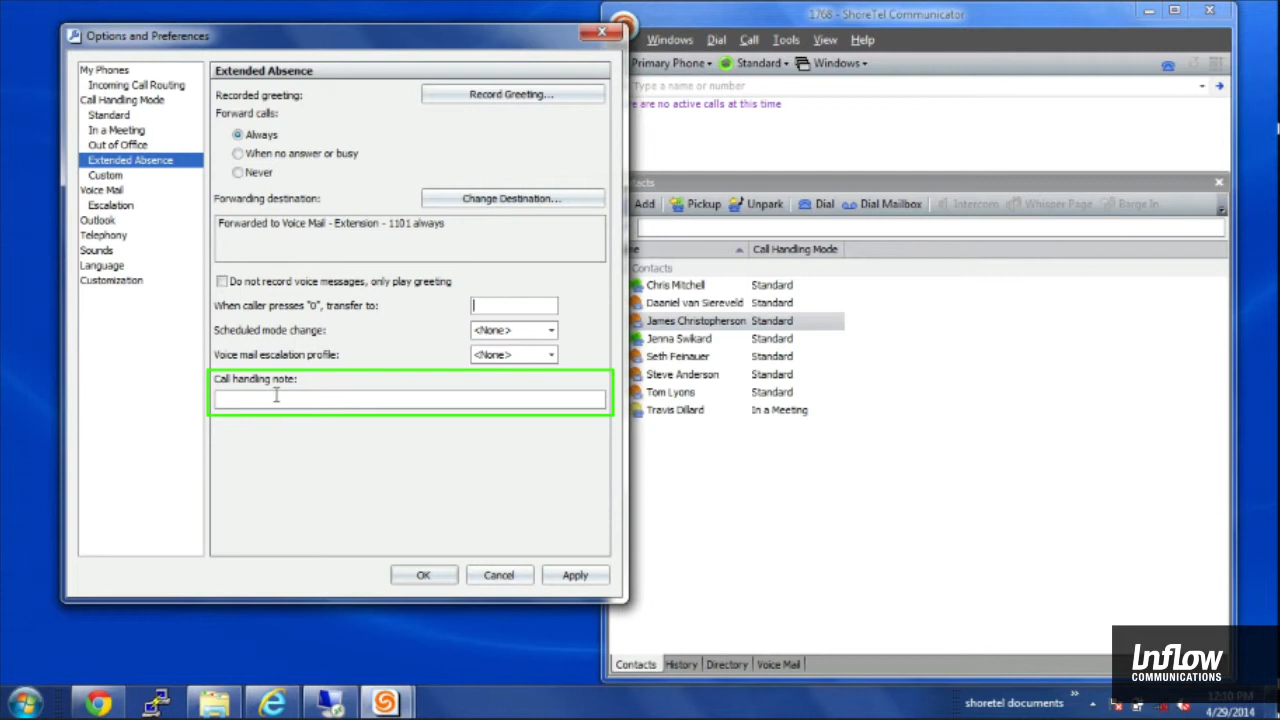 Options and Preferences
My Phones
Incoming Call Routing
Call Handling Mode
Standard
In a Meeting
Out of Office
Extended Absence
Custom
Voice Mail
Escalation
Outlook
Telephony
Sounds
Language
Customization
Extended Absence
Recorded greeting:
Record Greeting...
Forward calls:
Always
When no answer or busy
Never
Forwarding destination:
Change Destination...
Forwarded to Voice Mail - Extension - 1101 always
Do not record voice messages, only play greeting
When caller presses "0", transfer to:
Scheduled mode change: <None>
Voice mail escalation profile: <None>
Call handling note:
OK Cancel Apply
1768 - ShoreTel Communicator
Windows Dial Call Tools View Help
Primary Phone Standard Windows
Type a name or number
re are no active calls at this time
tacts
Add Pickup Unpark Dial Dial Mailbox Intercom Whisper Page Barge In
me Call Handling Mode
Contacts
Chris Mitchell Standard
Daaniel van Siereveld Standard
James Christopherson Standard
Jenna Swikard Standard
Seth Feinauer Standard
Steve Anderson Standard
Tom Lyons Standard
Travis Dillard In a Meeting
Contacts History Directory Voice Mail
Inflow
COMMUNICATIONS
shoretel documents
12:10 PM
4/29/2014